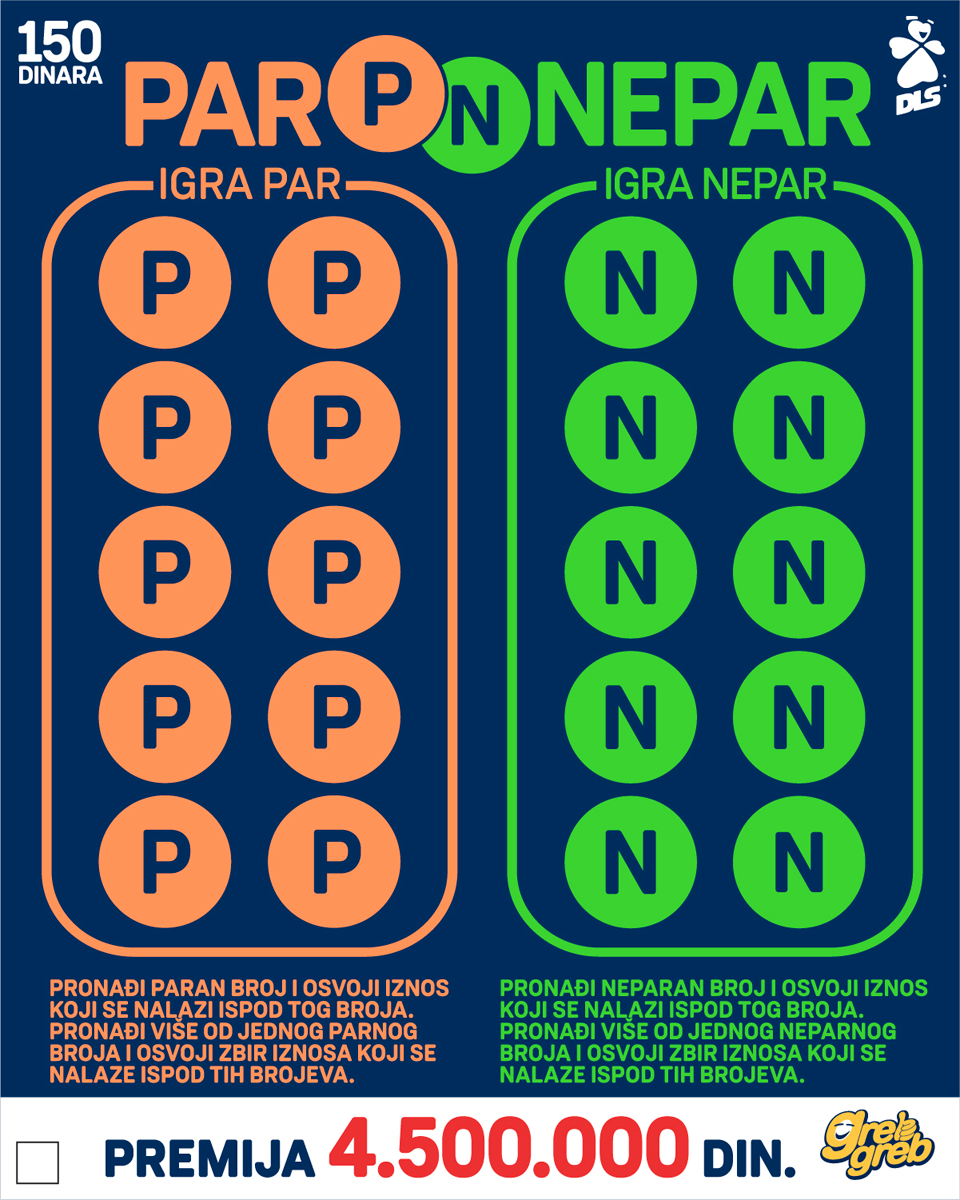 150
DINARA
PAR P N NEPAR
DLS
IGRA PAR
IGRA NEPAR
P P
N N
P P
N N
P P
N N
P P
N N
P P
N N
PRONAĐI PARAN BROJ I OSVOJI IZNOS
KOJI SE NALAZI ISPOD TOG BROJA.
PRONAĐI VIŠE OD JEDNOG PARNOG
BROJA I OSVOJI ZBIR IZNOSA KOJI SE
NALAZE ISPOD TIH BROJEVA.
PRONAĐI NEPARAN BROJ I OSVOJI IZNOS
KOJI SE NALAZI ISPOD TOG BROJA.
PRONAĐI VIŠE OD JEDNOG NEPARNOG
BROJA I OSVOJI ZBIR IZNOSA KOJI SE
NALAZE ISPOD TIH BROJEVA.
PREMIJA 4.500.000 DIN.
greb
greb